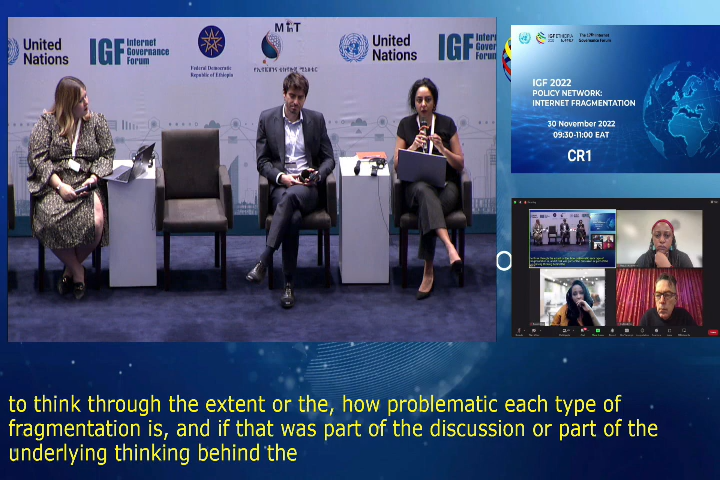 United
Nations
IGF Internet
Governance
Forum
Federal Democratic
Republic of Ethiopia
United
Nations
IGF
IGF 2022
POLICY NETWORK:
INTERNET FRAGMENTATION
30 November 2022
09:30-11:00 EAT
CR1
to think through the extent or the, how problematic each type of
fragmentation is, and if that was part of the discussion or part of the
underlying thinking behind the